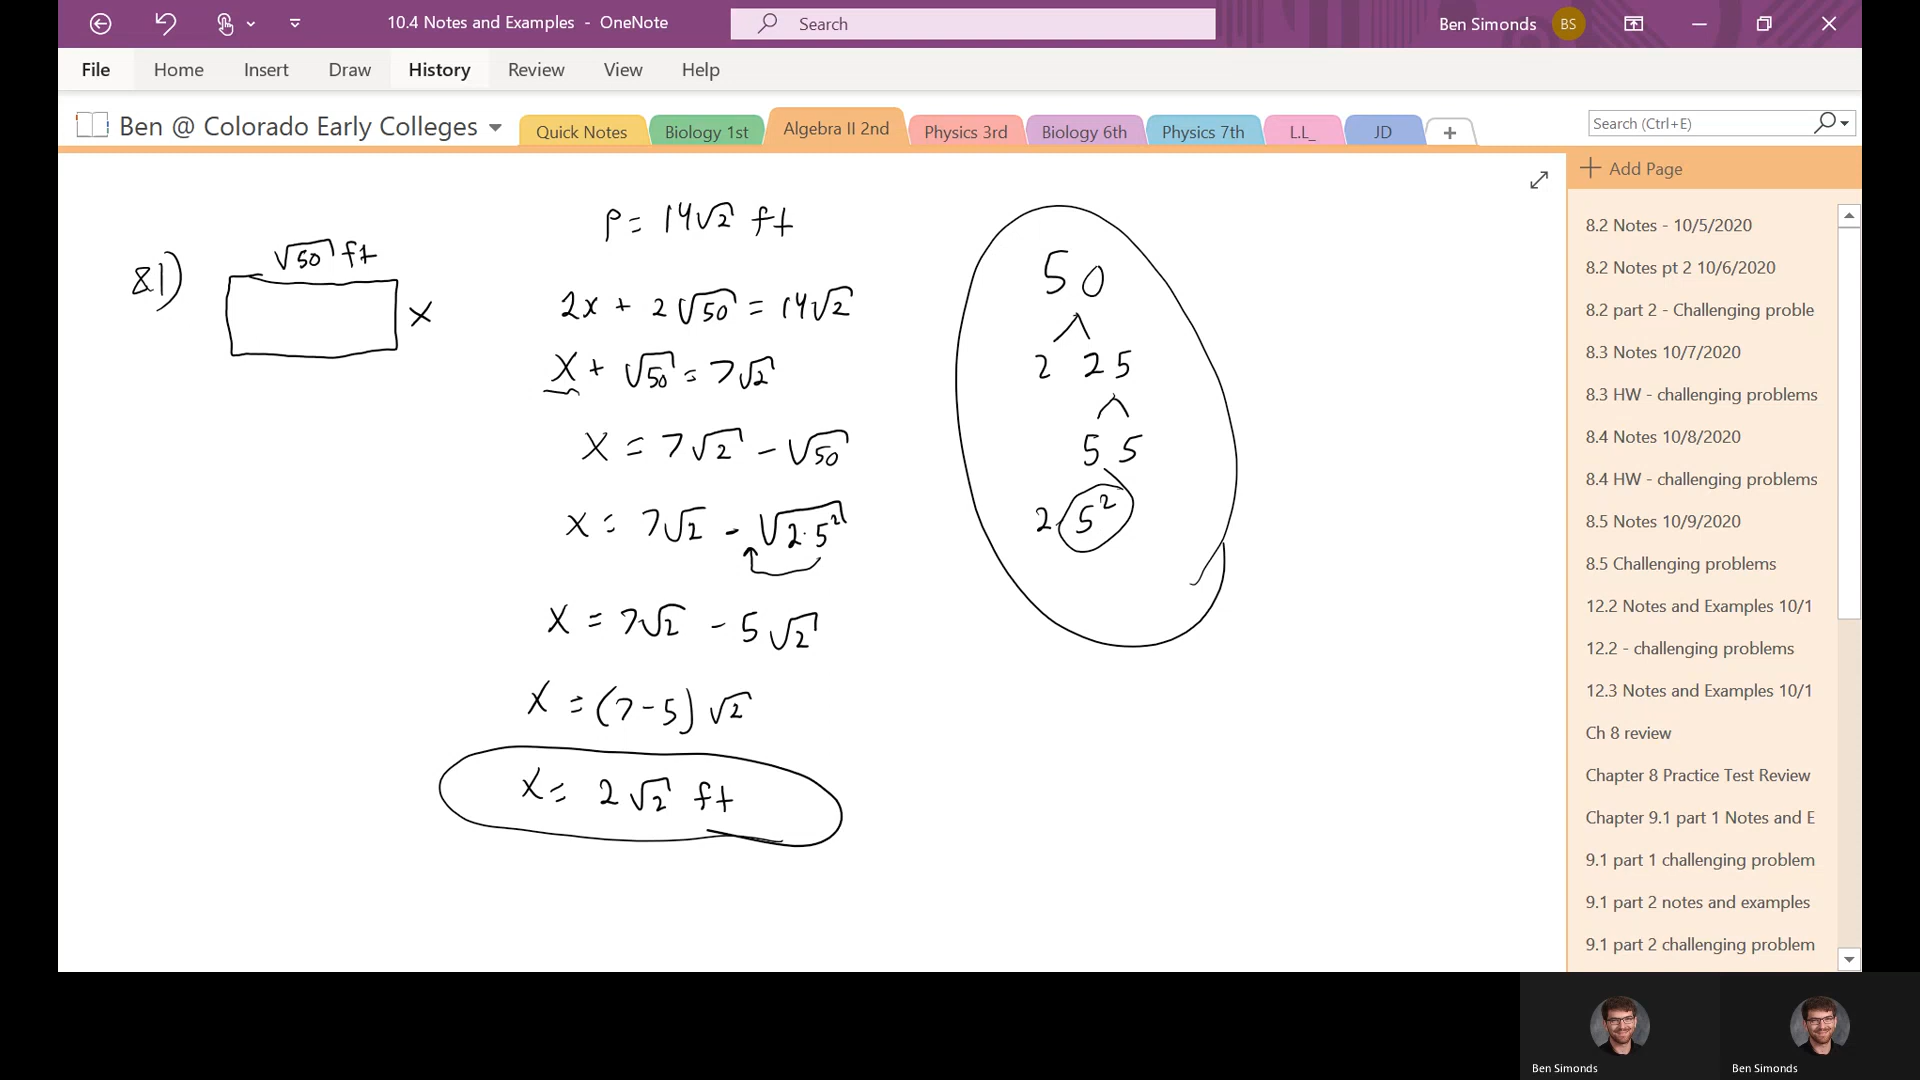 10.4 Notes and Examples - OneNote
Search
Ben Simonds BS
File Home Insert Draw History Review View Help
Ben @ Colorado Early Colleges
Quick Notes Biology 1st Algebra II 2nd Physics 3rd Biology 6th Physics 7th L.L_ JD +
Search (Ctrl+E)
81)
√50 ft
x
P = 14√2 ft
2x + 2√50 = 14√2
x + √50 = 7√2
x = 7√2 - √50
x = 7√2 - √2·5²
x = 7√2 - 5√2
x = (7-5)√2
x = 2√2 ft
50
2 25
5 5
2·5²
Add Page
8.2 Notes - 10/5/2020
8.2 Notes pt 2 10/6/2020
8.2 part 2 - Challenging proble
8.3 Notes 10/7/2020
8.3 HW - challenging problems
8.4 Notes 10/8/2020
8.4 HW - challenging problems
8.5 Notes 10/9/2020
8.5 Challenging problems
12.2 Notes and Examples 10/1
12.2 - challenging problems
12.3 Notes and Examples 10/1
Ch 8 review
Chapter 8 Practice Test Review
Chapter 9.1 part 1 Notes and E
9.1 part 1 challenging problem
9.1 part 2 notes and examples
9.1 part 2 challenging problem
Ben Simonds
Ben Simonds